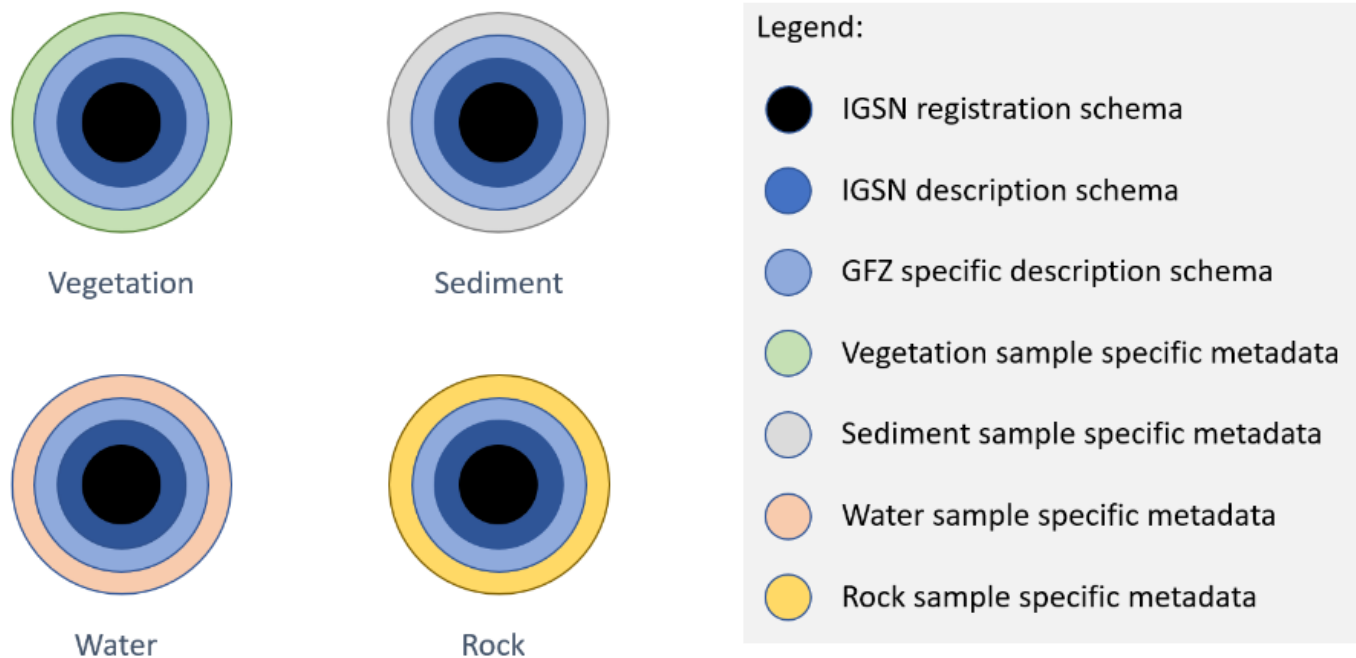 Vegetation
Sediment
Water
Rock
Legend:
IGSN registration schema
IGSN description schema
GFZ specific description schema
Vegetation sample specific metadata
Sediment sample specific metadata
Water sample specific metadata
Rock sample specific metadata